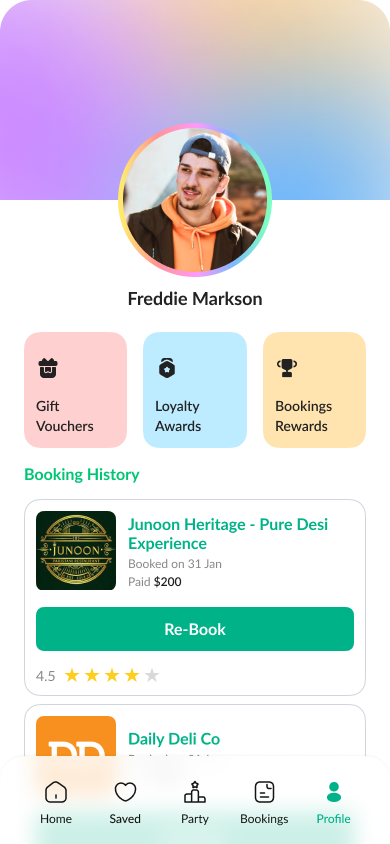 Freddie Markson
Gift
Vouchers
Loyalty
Awards
Bookings
Rewards
Booking History
JUNOON
Junoon Heritage - Pure Desi
Experience
Booked on 31 Jan
Paid $200
Re-Book
4.5
DD
Daily Deli Co
Home
Saved
Party
Bookings
Profile